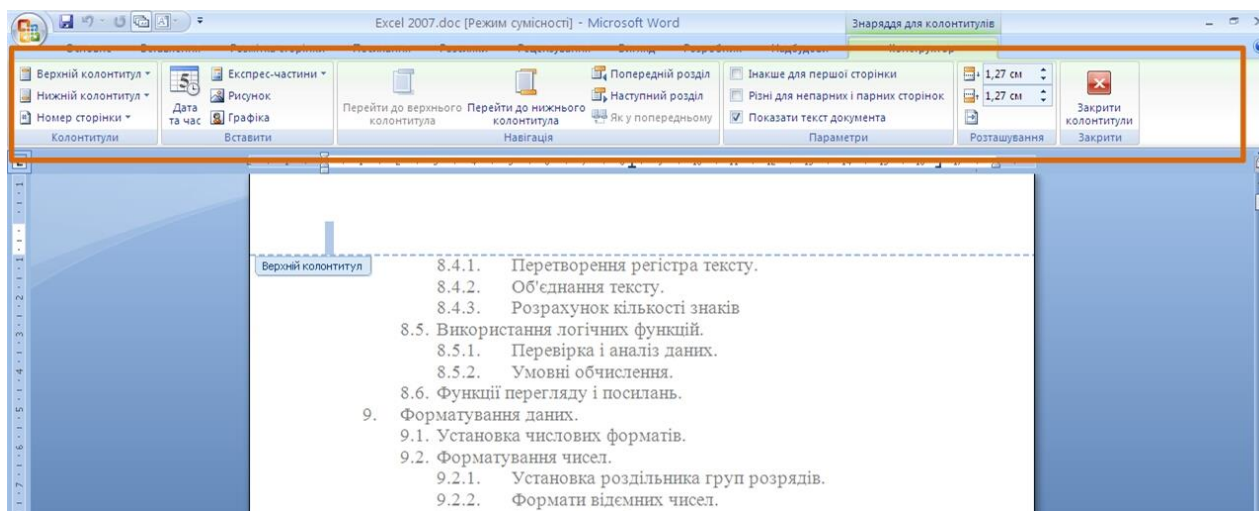 Excel 2007.doc [Режим сумісності] - Microsoft Word
Знаряддя для колонтитулів
Верхній колонтитул
Нижній колонтитул
Номер сторінки
Колонтитули
Дата та час
Експрес-частини
Рисунок
Графіка
Вставити
Перейти до верхнього колонтитула
Перейти до нижнього колонтитула
Попередній розділ
Наступний розділ
Як у попередньому
Навігація
Інакше для першої сторінки
Різні для непарних і парних сторінок
Показати текст документа
Параметри
1,27 см
1,27 см
Розташування
Закрити колонтитули
Закрити
Верхній колонтитул
8.4.1. Перетворення регістра тексту.
8.4.2. Об'єднання тексту.
8.4.3. Розрахунок кількості знаків
8.5. Використання логічних функцій.
8.5.1. Перевірка і аналіз даних.
8.5.2. Умовні обчислення.
8.6. Функції перегляду і посилань.
9. Форматування даних.
9.1. Установка числових форматів.
9.2. Форматування чисел.
9.2.1. Установка роздільника груп розрядів.
9.2.2. Формати відємних чисел.